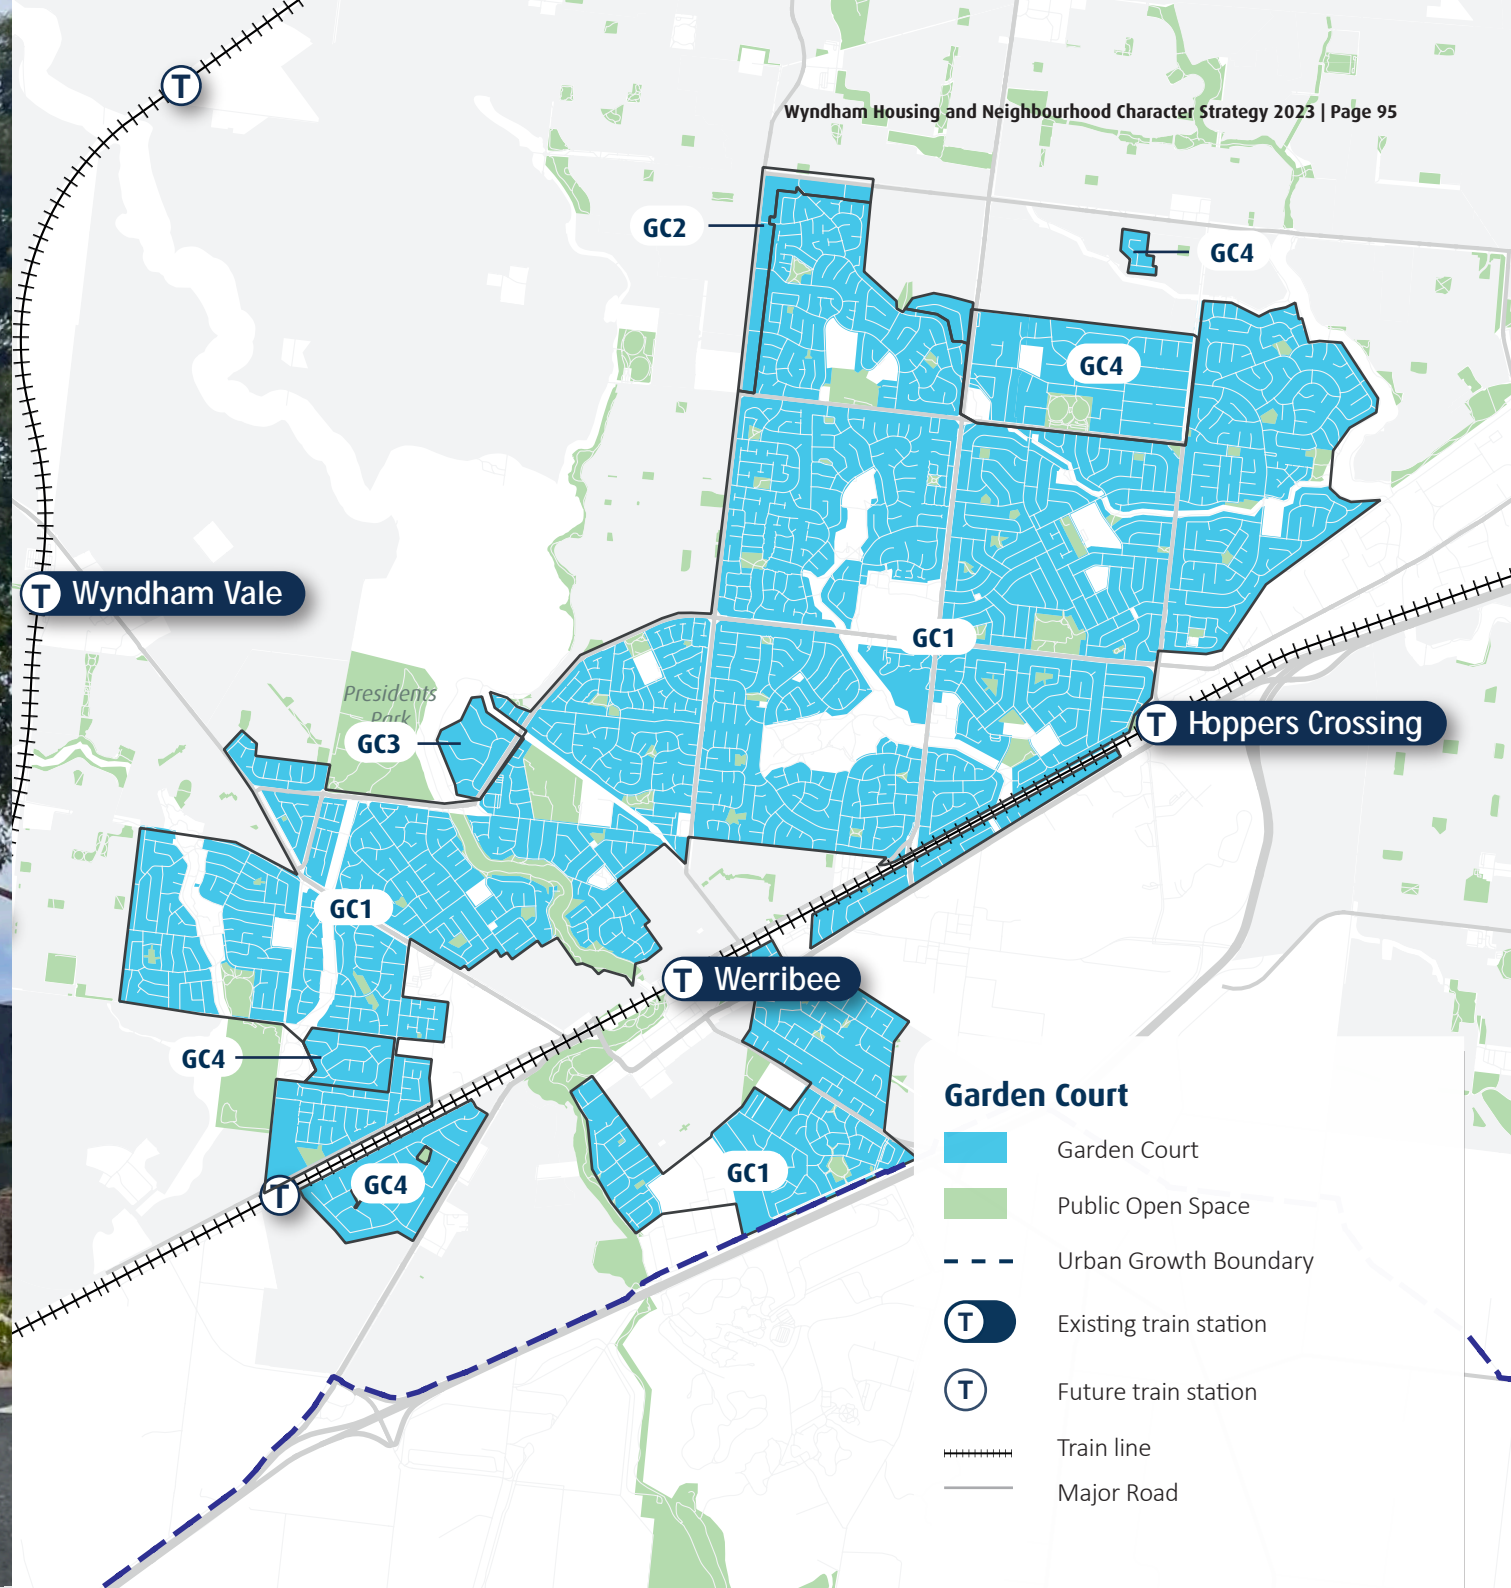 T
Wyndham Housing and Neighbourhood Character Strategy 2023 | Page 95
GC2
GC4
GC4
T Wyndham Vale
GC1
Presidents
Park
GC3
T Hoppers Crossing
GC1
T Werribee
GC4
GC1
GC4
T
Garden Court
Garden Court
Public Open Space
Urban Growth Boundary
T Existing train station
T Future train station
Train line
Major Road